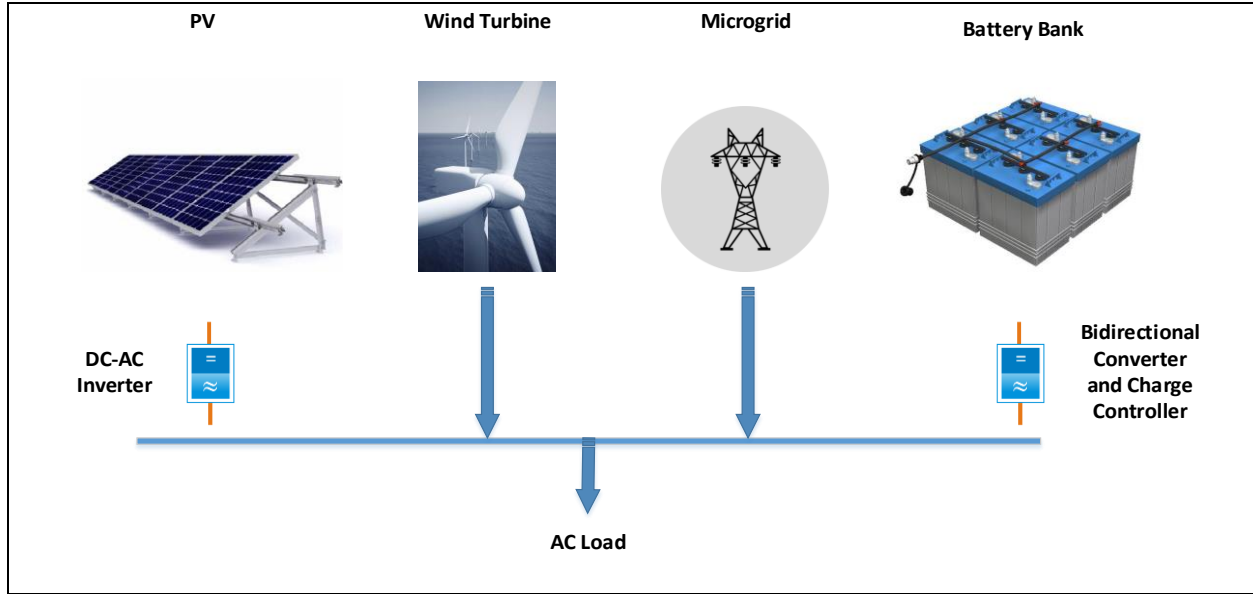 PV
Wind Turbine
Microgrid
Battery Bank
DC-AC
Inverter
Bidirectional
Converter
and Charge
Controller
AC Load